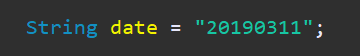 String date = "20190311";